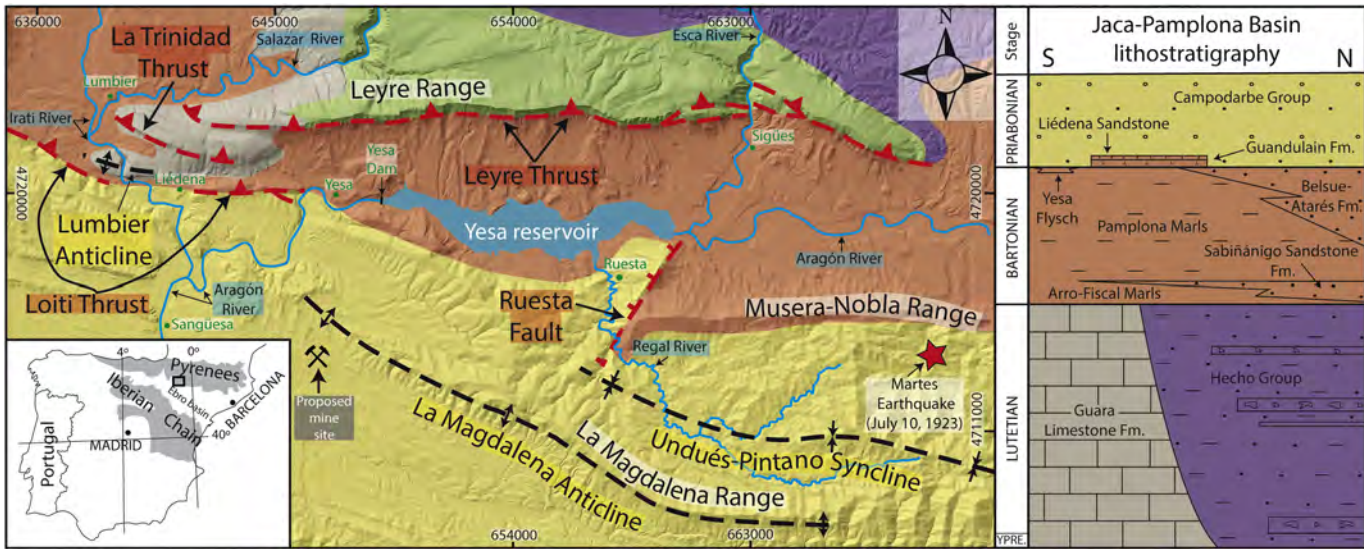 636000
645000
654000
663000
La Trinidad
Thrust
Salazar River
Esca River
N
Lumbier
Leyre Range
Irati River
Sigüés
Yesa
Dam
Leyre Thrust
Liédena
Yesa
4720000
4720000
Lumbier
Anticline
Yesa reservoir
Aragón River
Ruesta
Loiti Thrust
Aragón
River
Ruesta
Fault
Musera-Nobla Range
Sangüesa
Regal River
Martes
Earthquake
(July 10, 1923)
Proposed
mine
site
La Magdalena Anticline
La Magdalena Range
Undués-Pintano Syncline
4711000
654000
663000
4º
0º
Pyrenees
Iberian
Chain
Ebro basin
BARCELONA
40º
MADRID
Portugal
Stage
Jaca-Pamplona Basin
lithostratigraphy
S
N
PRIABONIAN
Campodarbe Group
Liédena Sandstone
Guandulain Fm.
BARTONIAN
Yesa
Flysch
Belsue-
Atarés Fm.
Pamplona Marls
Sabiñánigo Sandstone
Fm.
Arro-Fiscal Marls
LUTETIAN
Hecho Group
Guara
Limestone Fm.
YPRE.